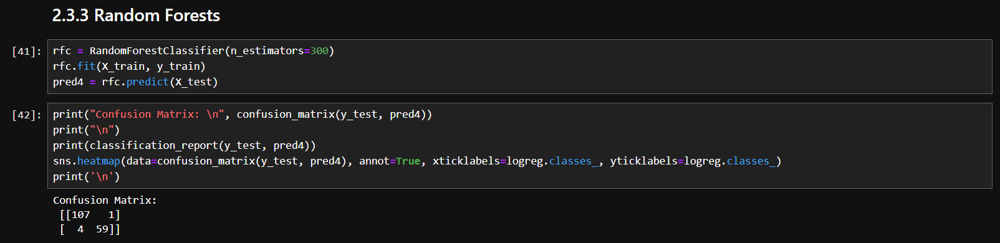 2.3.3 Random Forests
[41]: rfc = RandomForestClassifier(n_estimators=300)
rfc.fit(X_train, y_train)
pred4 = rfc.predict(X_test)
[42]: print("Confusion Matrix: \n", confusion_matrix(y_test, pred4))
print("\n")
print(classification_report(y_test, pred4))
sns.heatmap(data=confusion_matrix(y_test, pred4), annot=True, xticklabels=logreg.classes_, yticklabels=logreg.classes_)
print('\n')
Confusion Matrix:
[[107   1]
[  4  59]]